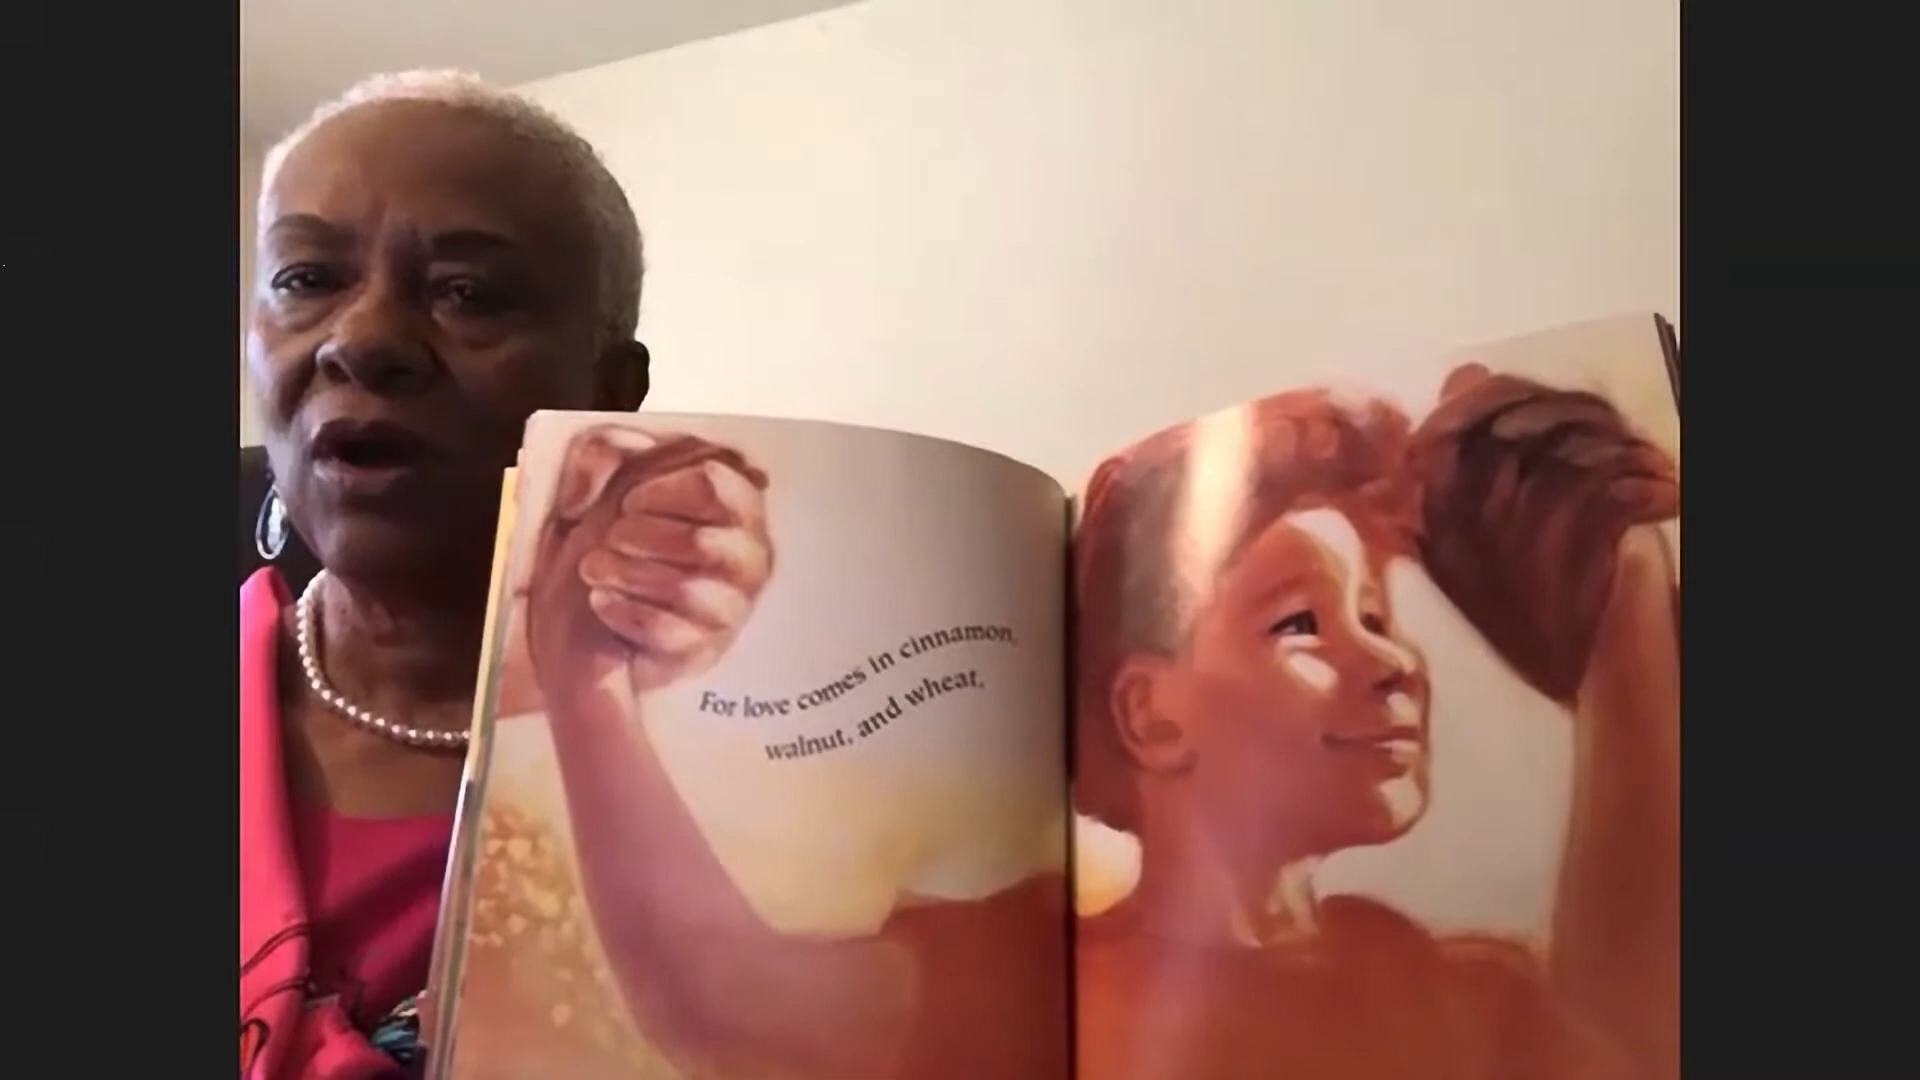 For love comes in cinnamon,
walnut, and wheat,